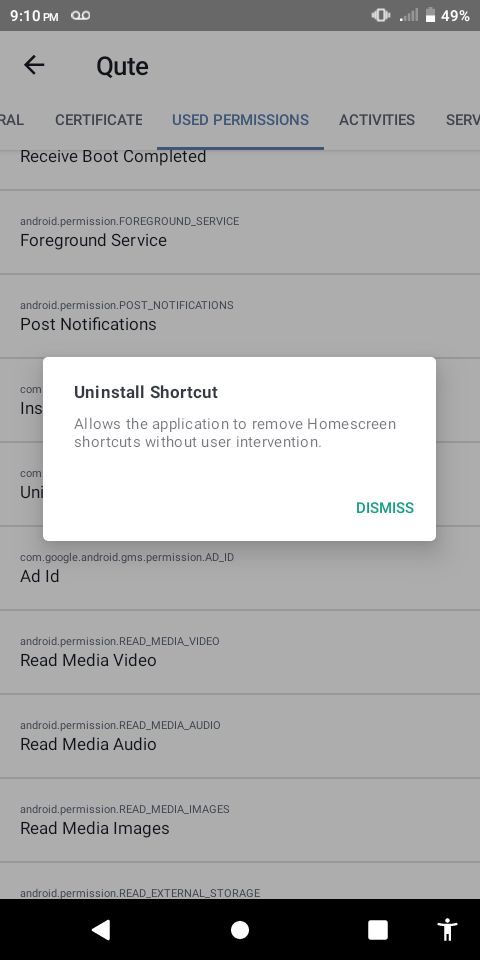 9:10 PM
49%
Qute
RAL CERTIFICATE USED PERMISSIONS ACTIVITIES SERV
Receive Boot Completed
android.permission.FOREGROUND_SERVICE
Foreground Service
android.permission.POST_NOTIFICATIONS
Post Notifications
com
Ins
com
Uni
Uninstall Shortcut
Allows the application to remove Homescreen
shortcuts without user intervention.
DISMISS
com.google.android.gms.permission.AD_ID
Ad Id
android.permission.READ_MEDIA_VIDEO
Read Media Video
android.permission.READ_MEDIA_AUDIO
Read Media Audio
android.permission.READ_MEDIA_IMAGES
Read Media Images
android.permission.READ_EXTERNAL_STORAGE